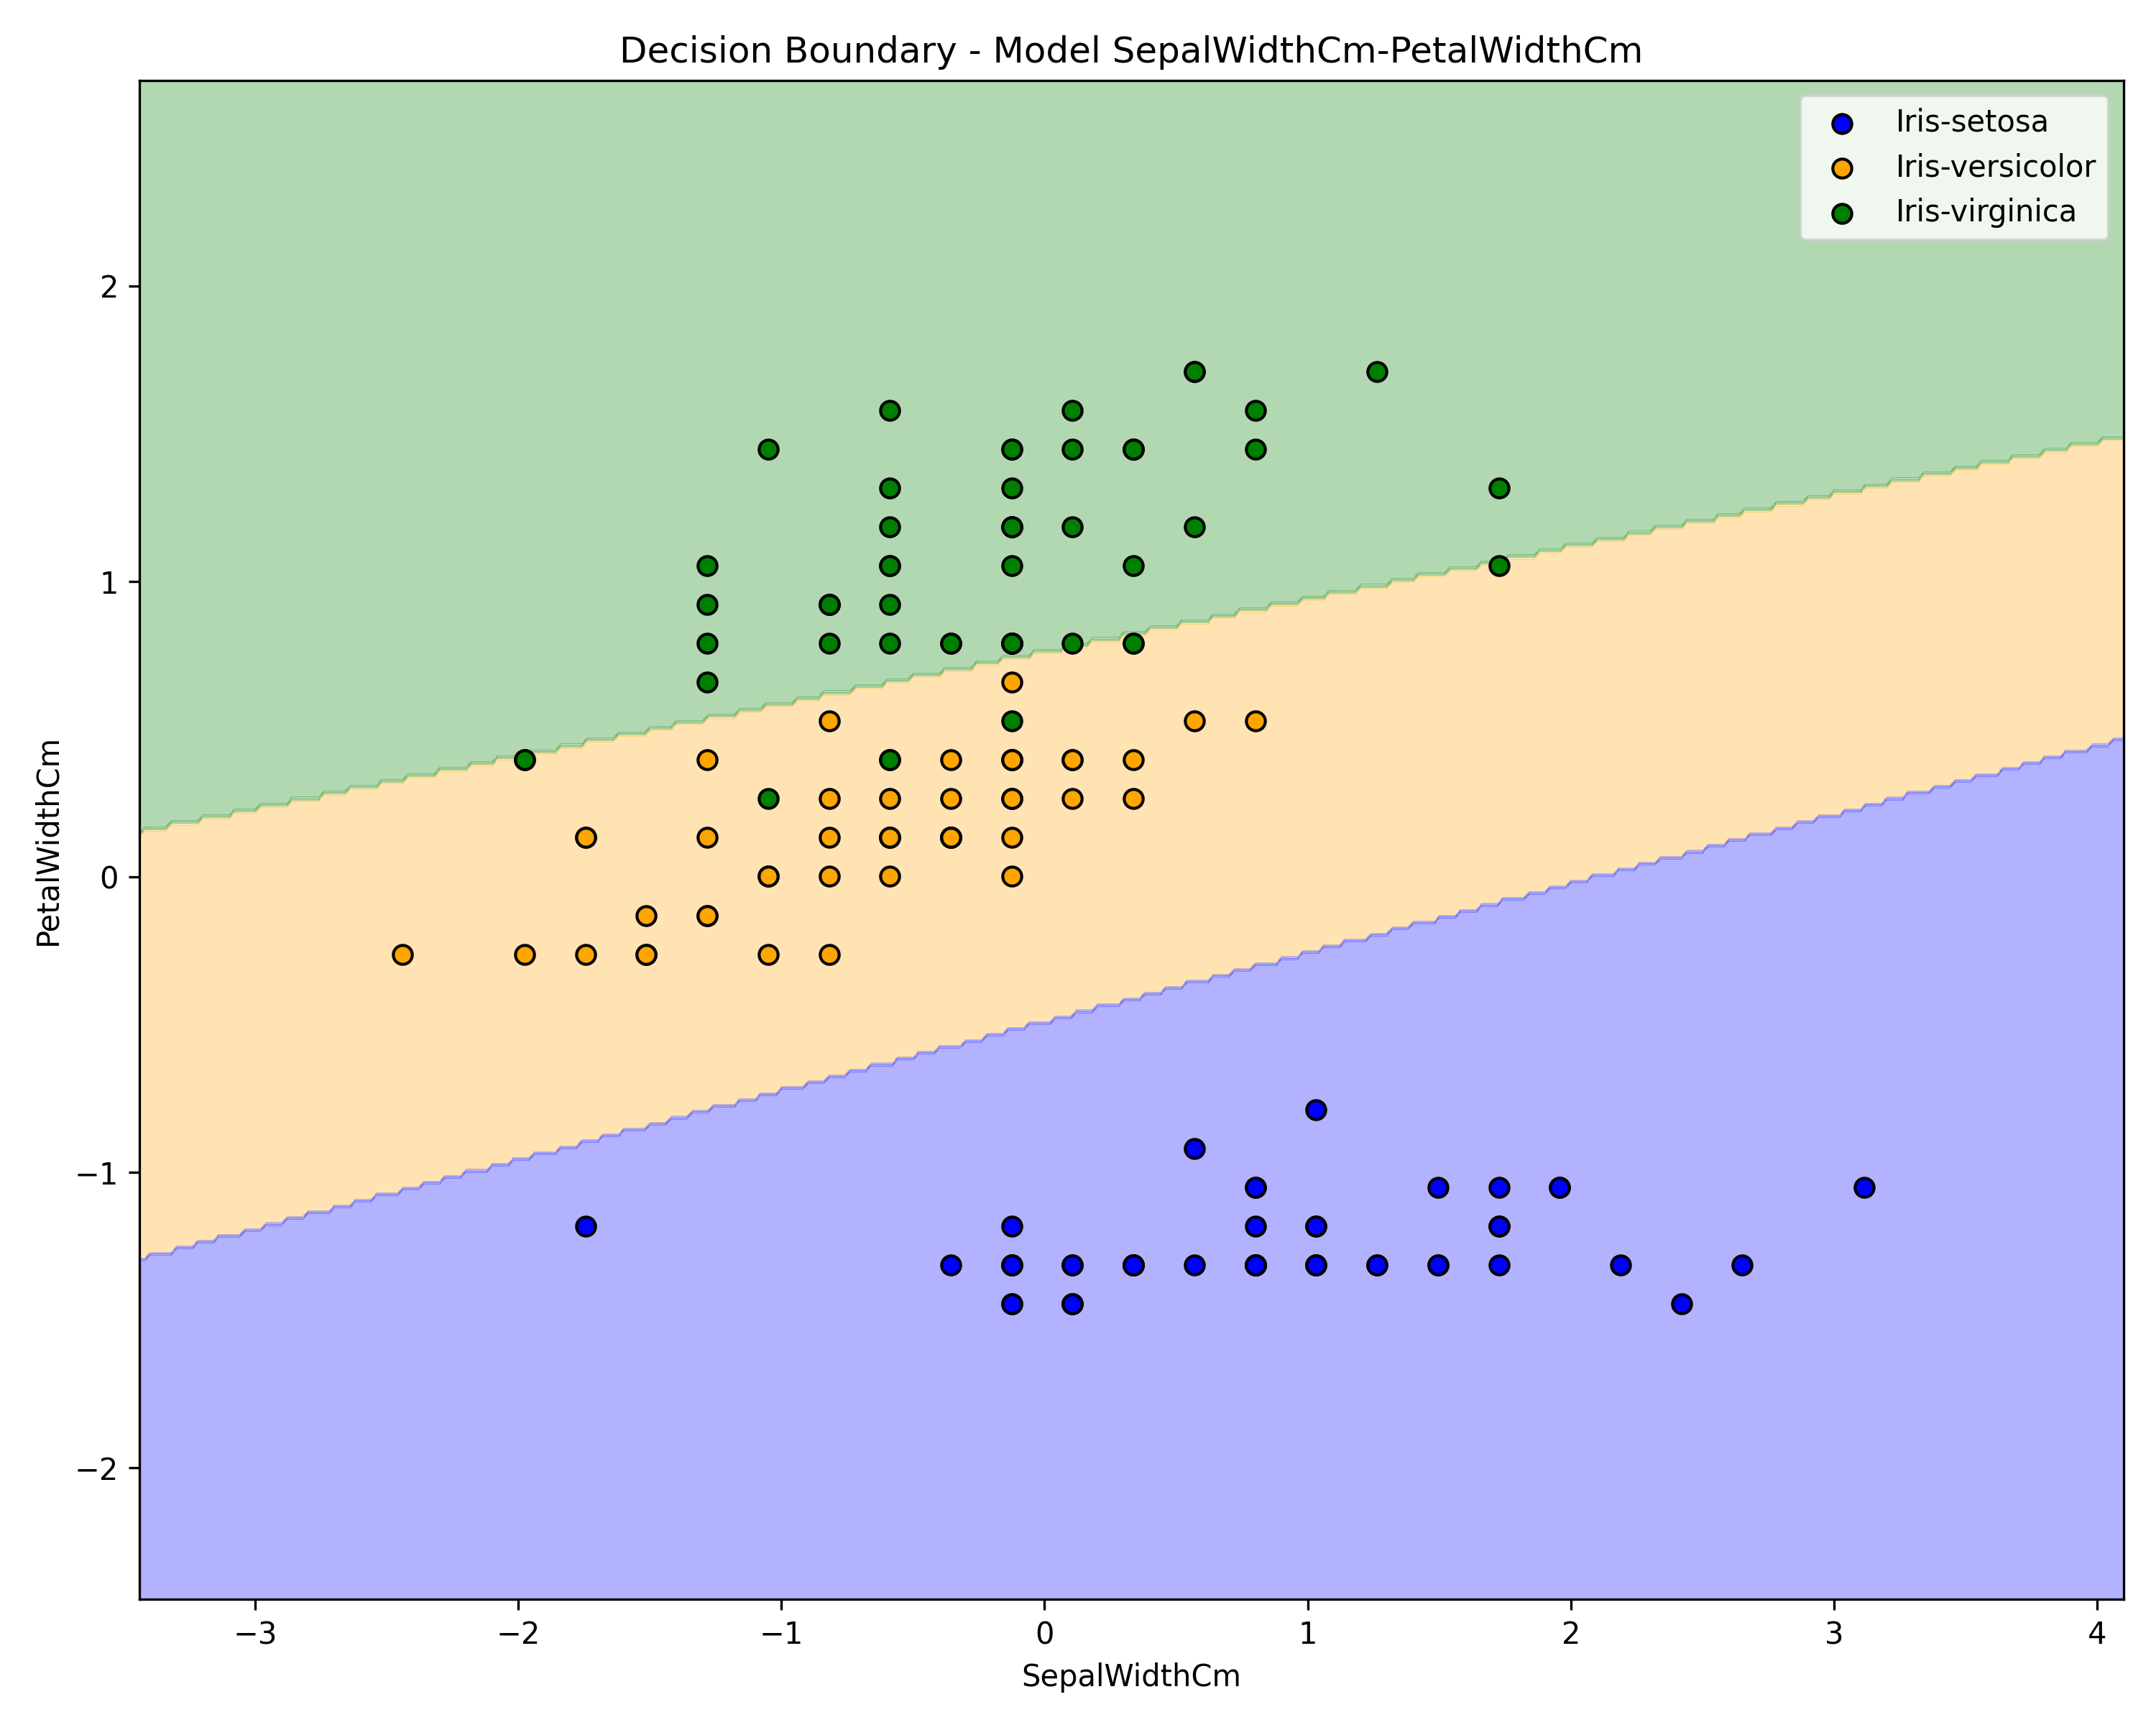 Decision Boundary - Model SepalWidthCm-PetalWidthCm
Iris-setosa
Iris-versicolor
Iris-virginica
2
1
0
−1
−2
PetalWidthCm
−3 −2 −1 0 1 2 3 4
SepalWidthCm